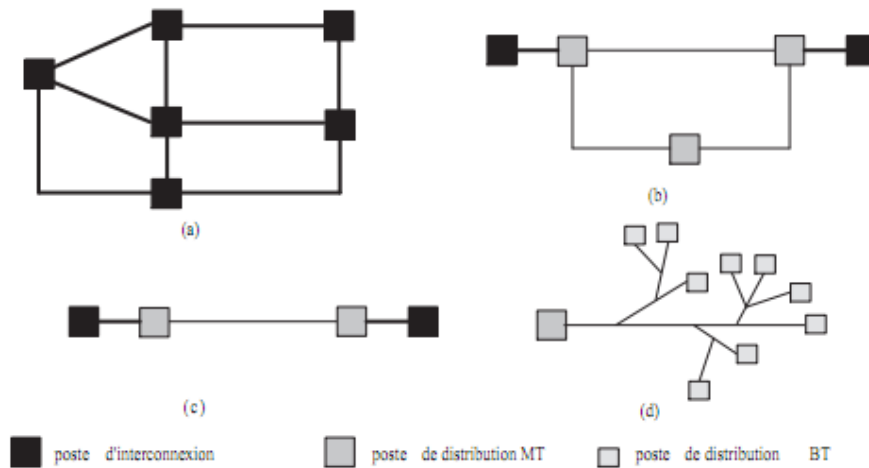 (a)
(b)
(c)
(d)
poste d'interconnexion
poste de distribution MT
poste de distribution BT